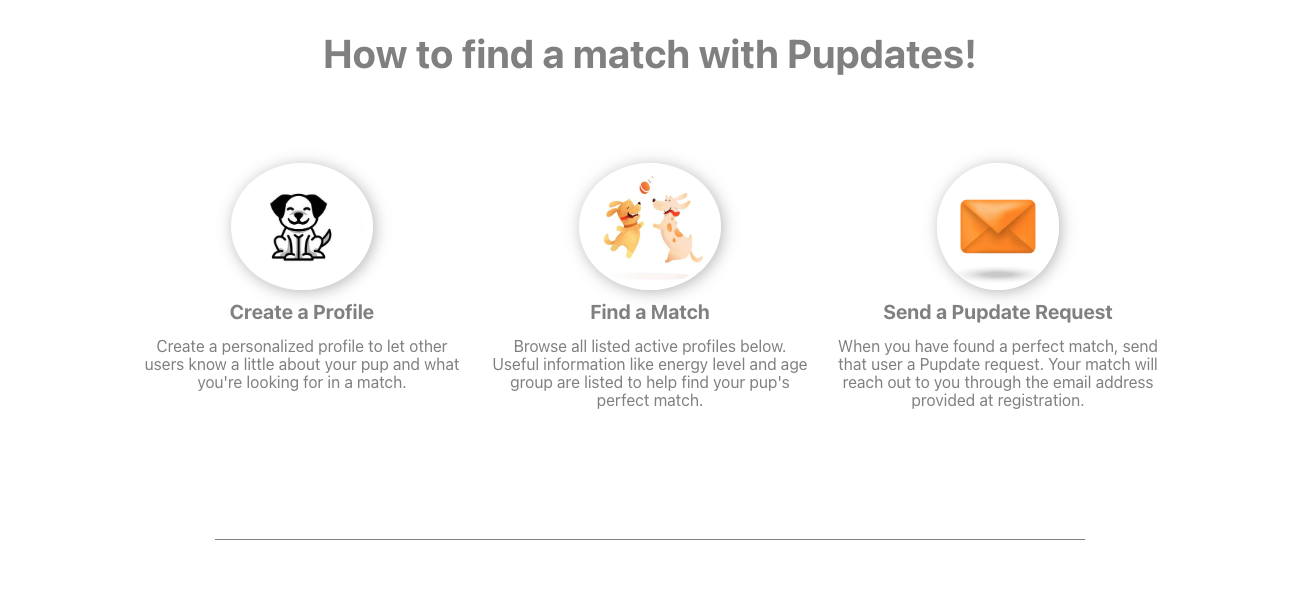 How to find a match with Pupdates!
Create a Profile
Create a personalized profile to let other
users know a little about your pup and what
you're looking for in a match.
Find a Match
Browse all listed active profiles below.
Useful information like energy level and age
group are listed to help find your pup's
perfect match.
Send a Pupdate Request
When you have found a perfect match, send
that user a Pupdate request. Your match will
reach out to you through the email address
provided at registration.